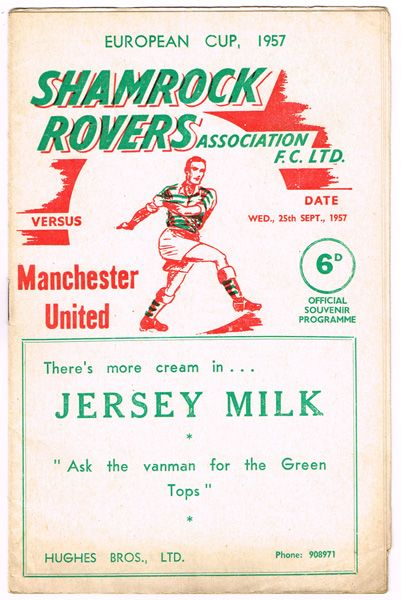 EUROPEAN CUP, 1957
SHAMROCK
ROVERS ASSOCIATION
F.C. LTD.
VERSUS
DATE
WED., 25th SEPT., 1957
Manchester
United
6D
OFFICIAL
SOUVENIR
PROGRAMME
There's more cream in . . .
JERSEY MILK
*
" Ask the vanman for the Green
Tops "
*
HUGHES BROS., LTD.
Phone: 908971